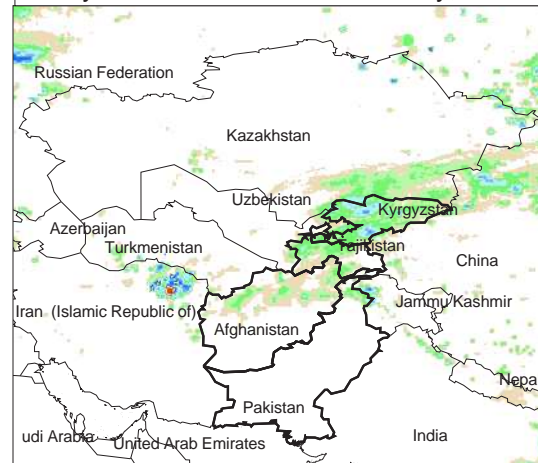 Russian Federation
Kazakhstan
Uzbekistan
Kyrgyzstan
Azerbaijan
Turkmenistan
Tajikistan
China
Iran (Islamic Republic of)
Jammu Kashmir
Afghanistan
Nepa
Pakistan
udi Arabia
United Arab Emirates
India